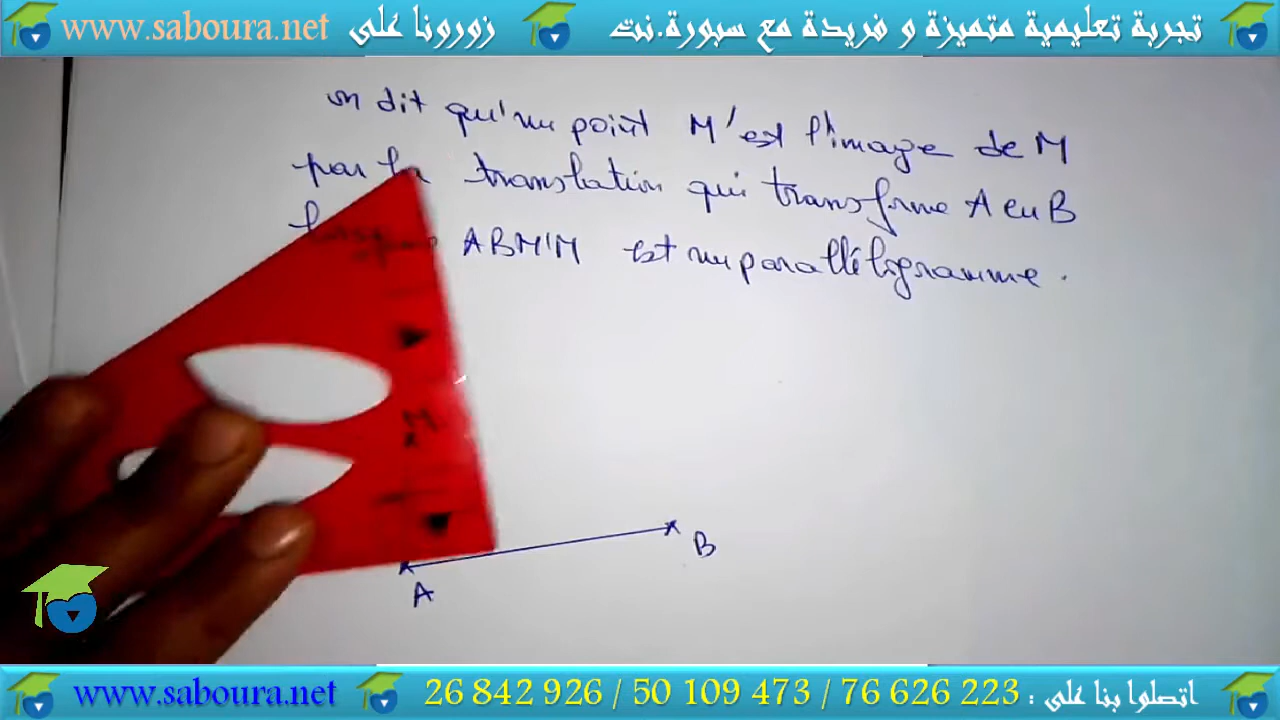 www.saboura.net زورونا على تجربة تعليمية متميزة و فريدة مع سبورة.نت
on dit qu'un point M' est l'image de M
par la translation qui transforme A en B
lorsque ABM'M est un parallélogramme.
M
A
B
www.saboura.net 26 842 926 / 50 109 473 / 76 626 223 : اتصلوا بنا على